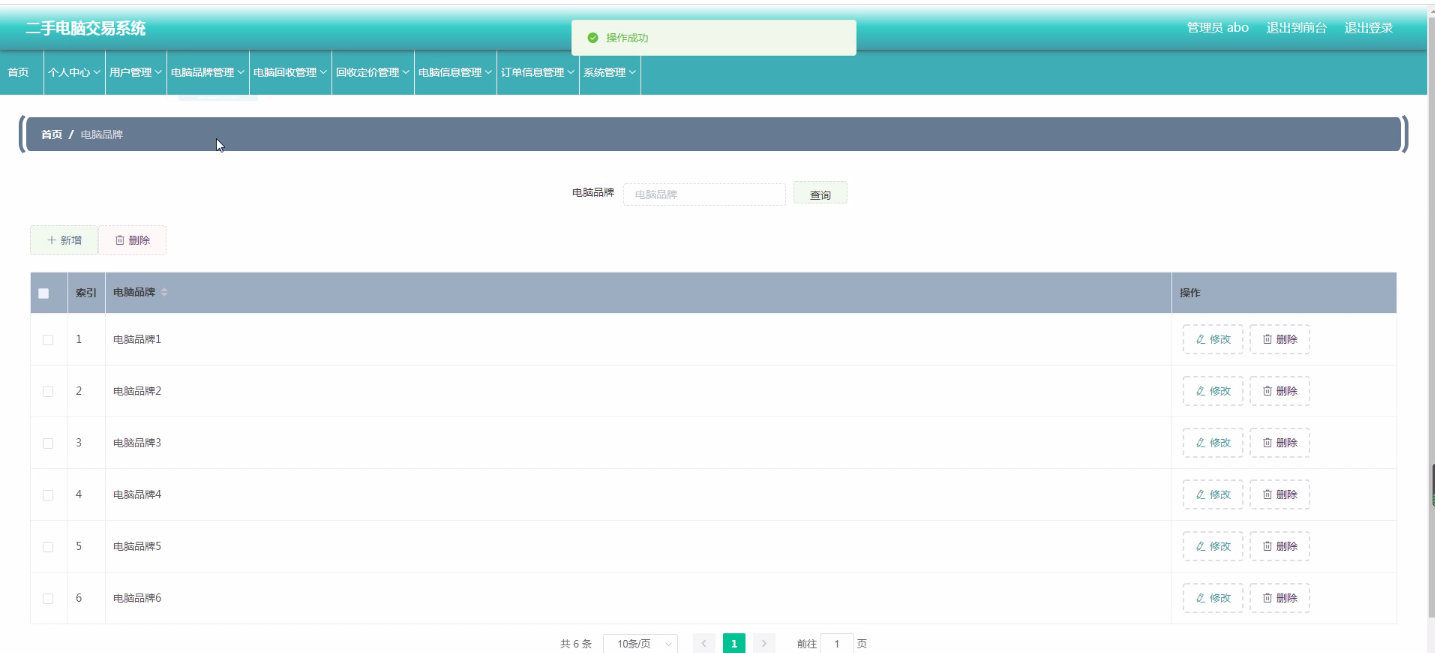 二手电脑交易系统
操作成功
管理员 abo 退出到前台 退出登录
首页 个人中心 用户管理 电脑品牌管理 电脑回收管理 回收定价管理 电脑信息管理 订单信息管理 系统管理
首页 / 电脑品牌
电脑品牌 电脑品牌 查询
新增 删除
索引 电脑品牌 操作
1 电脑品牌1 修改 删除
2 电脑品牌2 修改 删除
3 电脑品牌3 修改 删除
4 电脑品牌4 修改 删除
5 电脑品牌5 修改 删除
6 电脑品牌6 修改 删除
共 6 条 10条/页 1 前往 1 页